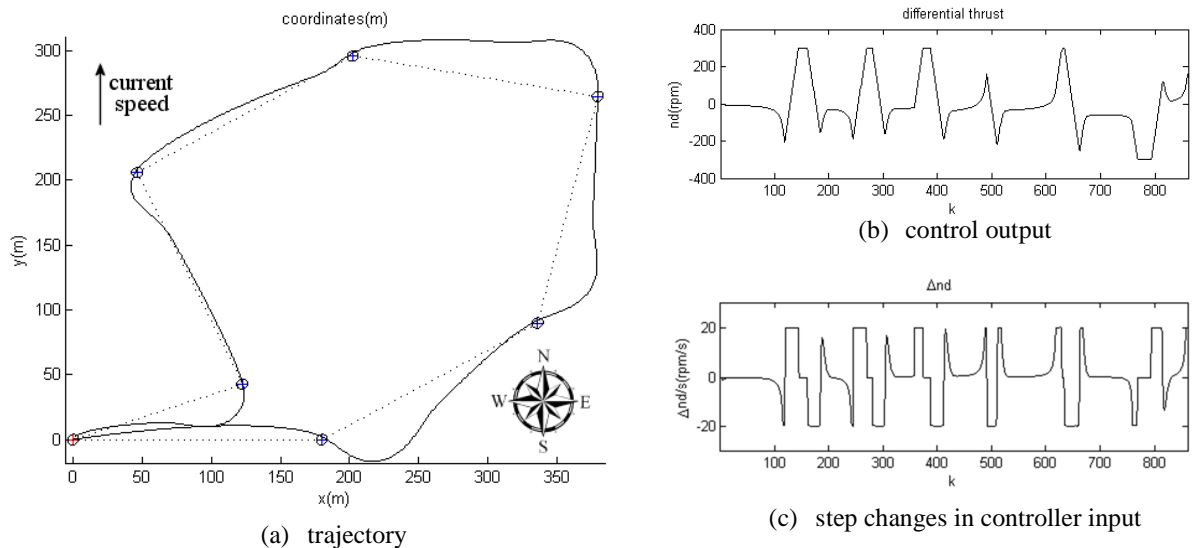 coordinates(m)
current
speed
y(m)
300
250
200
150
100
50
0
0
50
100
150
200
250
300
350
x(m)
N
W
E
S
(a) trajectory
differential thrust
nd(rpm)
400
200
0
-200
-400
100
200
300
400
500
600
700
800
k
(b) control output
Δnd
Δnd/s(rpm/s)
20
0
-20
100
200
300
400
500
600
700
800
k
(c) step changes in controller input